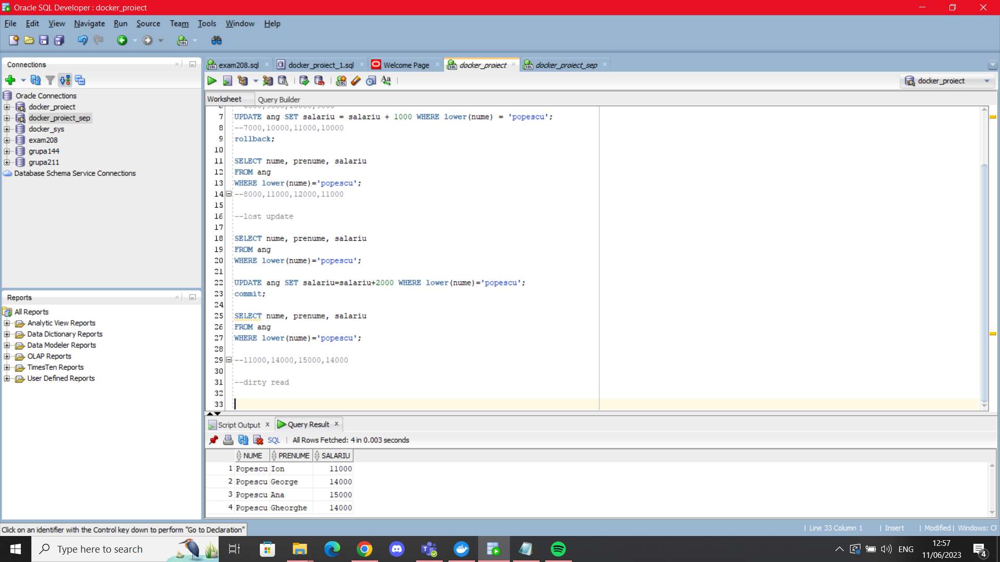 Oracle SQL Developer : docker_proiect
File Edit View Navigate Run Source Team Tools Window Help
Connections
Oracle Connections
docker_proiect
docker_proiect_sep
docker_sys
exam208
grupa144
grupa211
Database Schema Service Connections
Reports
All Reports
Analytic View Reports
Data Dictionary Reports
Data Modeler Reports
OLAP Reports
TimesTen Reports
User Defined Reports
exam208.sql docker_proiect_1.sql Welcome Page docker_proiect docker_proiect_sep
docker_proiect
Worksheet Query Builder
7 UPDATE ang SET salariu = salariu + 1000 WHERE lower(nume) = 'popescu';
8 --7000,10000,11000,10000
9 rollback;
10
11 SELECT nume, prenume, salariu
12 FROM ang
13 WHERE lower(nume)='popescu';
14 --8000,11000,12000,11000
15
16 --lost update
17
18 SELECT nume, prenume, salariu
19 FROM ang
20 WHERE lower(nume)='popescu';
21
22 UPDATE ang SET salariu=salariu+2000 WHERE lower(nume)='popescu';
23 commit;
24
25 SELECT nume, prenume, salariu
26 FROM ang
27 WHERE lower(nume)='popescu';
28
29 --11000,14000,15000,14000
30
31 --dirty read
32
33
Script Output Query Result
SQL All Rows Fetched: 4 in 0.003 seconds
NUME PRENUME SALARIU
1 Popescu Ion 11000
2 Popescu George 14000
3 Popescu Ana 15000
4 Popescu Gheorghe 14000
Click on an identifier with the Control key down to perform "Go to Declaration"
Line 33 Column 1 Insert Modified Windows:
Type here to search
ENG
12:57
11/06/2023
4